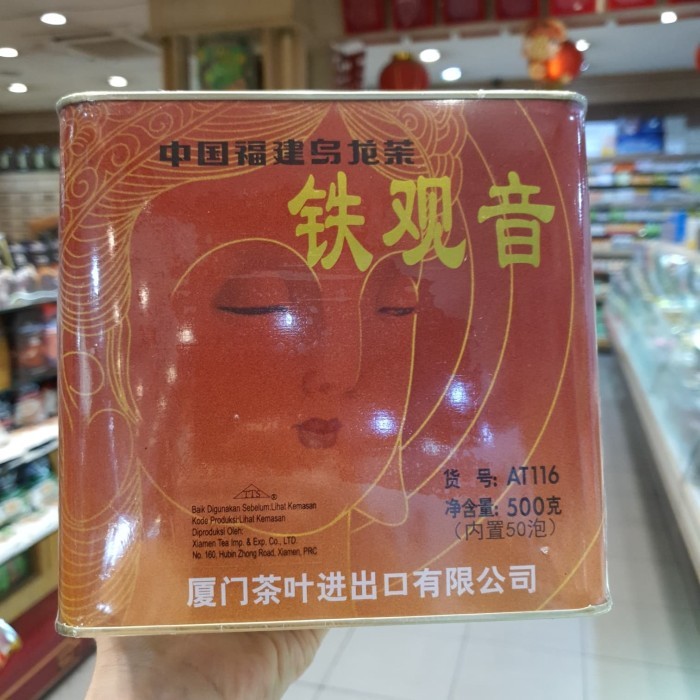 中国福建乌龙茶
铁观音
货 号: AT116
净含量: 500克
(内置50泡)
TTS ®
Baik Digunakan Sebelum:Lihat Kemasan
Kode Produksi:Lihat Kemasan
Diproduksi Oleh:
Xiamen Tea Imp. & Exp. Co., LTD.
No. 160, Hubin Zhong Road, Xiamen, PRC
厦门茶叶进出口有限公司